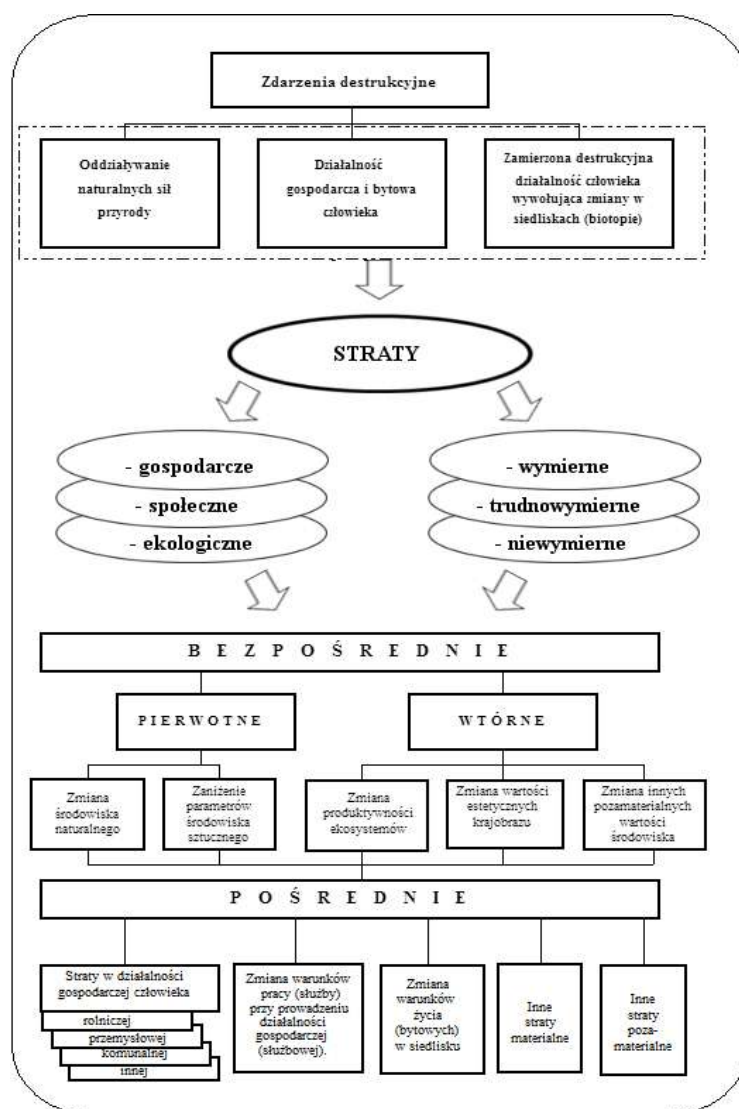 Zdarzenia destrukcyjne
Oddziaływanie
naturalnych sił
przyrody
Działalność
gospodarcza i bytowa
człowieka
Zamierzona destrukcyjna
działalność człowieka
wywołująca zmiany w
siedliskach (biotopie)
STRATY
- gospodarcze
- społeczne
- ekologiczne
- wymierne
- trudnowymierne
- niewymierne
B E Z P O Ś R E D N I E
P I E R W O T N E
W T Ó R N E
Zmiana
środowiska
naturalnego
Zaniżenie
parametrów
środowiska
sztucznego
Zmiana
produktywności
ekosystemów
Zmiana wartości
estetycznych
krajobrazu
Zmiana innych
pozamaterialnych
wartości
środowiska
P O Ś R E D N I E
Straty w działalności
gospodarczej człowieka
rolniczej
przemysłowej
komunalnej
innej
Zmiana warunków
pracy (służby)
przy prowadzeniu
działalności
gospodarczej
(służbowej).
Zmiana
warunków
życia
(bytowych)
w siedlisku
Inne
straty
materialne
Inne
straty
poza-
materialne